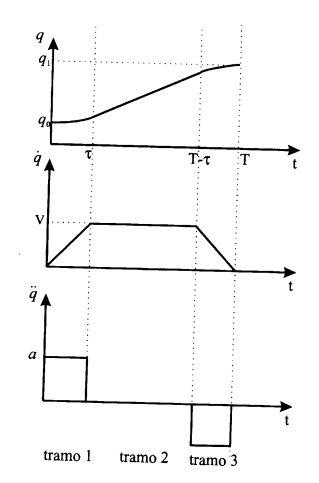 q
q₁
q₀
τ T-τ T t
q̇
V
t
q̈
a
t
tramo 1 tramo 2 tramo 3